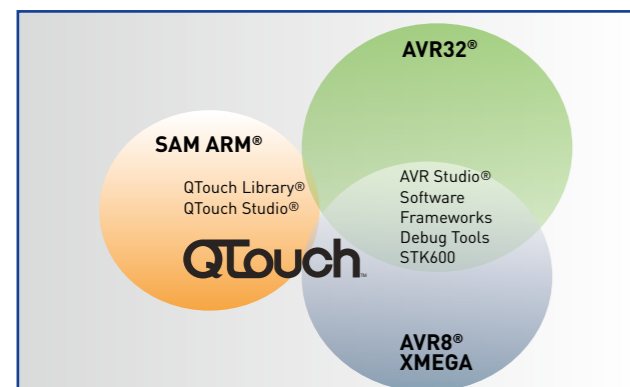 AVR32®
SAM ARM®
QTouch Library®
QTouch Studio®
AVR Studio®
Software
Frameworks
Debug Tools
STK600
QTouch™
AVR8®
XMEGA